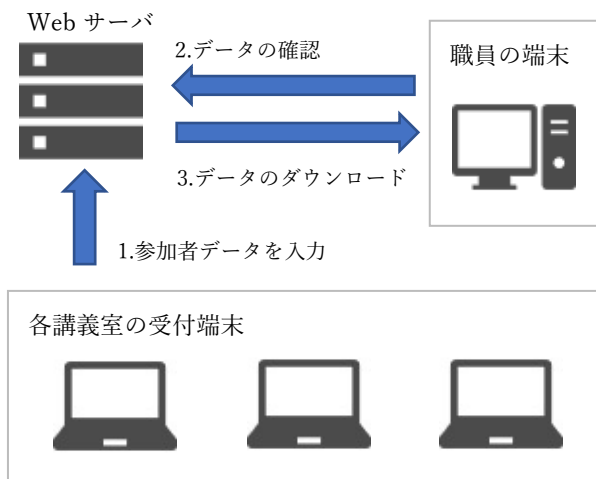 Web サーバ
2.データの確認
職員の端末
3.データのダウンロード
1.参加者データを入力
各講義室の受付端末